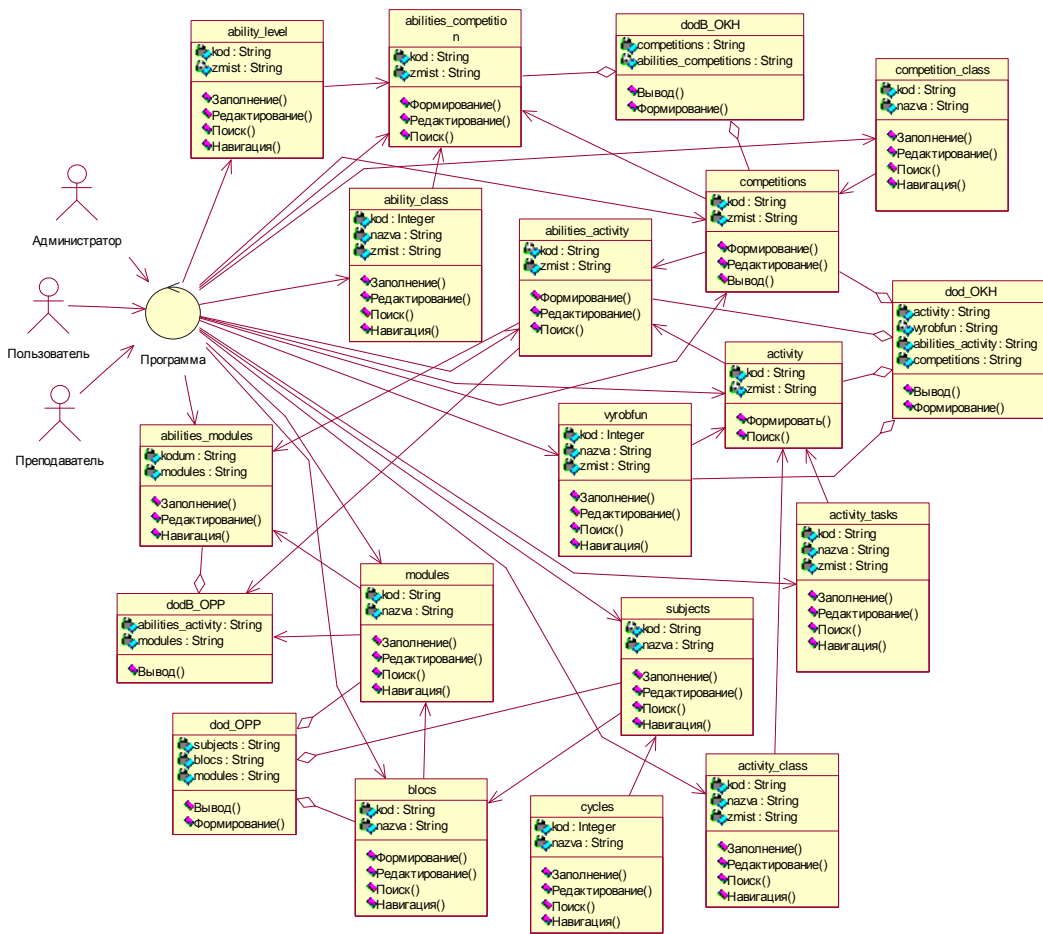 ability_level
kod : String
zmist : String
Заполнение()
Редактирование()
Поиск()
Навигация()
abilities_competitio
n
kod : String
zmist : String
Формирование()
Редактирование()
Поиск()
dodB_OKH
competitions : String
abilities_competitions : String
Вывод()
Формирование()
competition_class
kod : String
nazva : String
Заполнение()
Редактирование()
Поиск()
Навигация()
Администратор
ability_class
kod : Integer
nazva : String
zmist : String
Заполнение()
Редактирование()
Поиск()
Навигация()
abilities_activity
kod : String
zmist : String
Формирование()
Редактирование()
Поиск()
competitions
kod : String
zmist : String
Формирование()
Редактирование()
Вывод()
dod_OKH
activity : String
vyrobfun : String
abilities_activity : String
competitions : String
Вывод()
Формирование()
Пользователь
Программа
Преподаватель
activity
kod : String
zmist : String
Формировать()
Поиск()
vyrobfun
kod : Integer
nazva : String
zmist : String
Заполнение()
Редактирование()
Поиск()
Навигация()
abilities_modules
kodum : String
modules : String
Заполнение()
Редактирование()
Навигация()
activity_tasks
kod : String
nazva : String
zmist : String
Заполнение()
Редактирование()
Поиск()
Навигация()
modules
kod : String
nazva : String
Заполнение()
Редактирование()
Поиск()
Навигация()
dodB_OPP
abilities_activity : String
modules : String
Вывод()
subjects
kod : String
nazva : String
Заполнение()
Редактирование()
Поиск()
Навигация()
dod_OPP
subjects : String
blocs : String
modules : String
Вывод()
Формирование()
blocs
kod : String
nazva : String
Формирование()
Редактирование()
Поиск()
Навигация()
cycles
kod : Integer
nazva : String
Заполнение()
Редактирование()
Поиск()
Навигация()
activity_class
kod : String
nazva : String
zmist : String
Заполнение()
Редактирование()
Поиск()
Навигация()